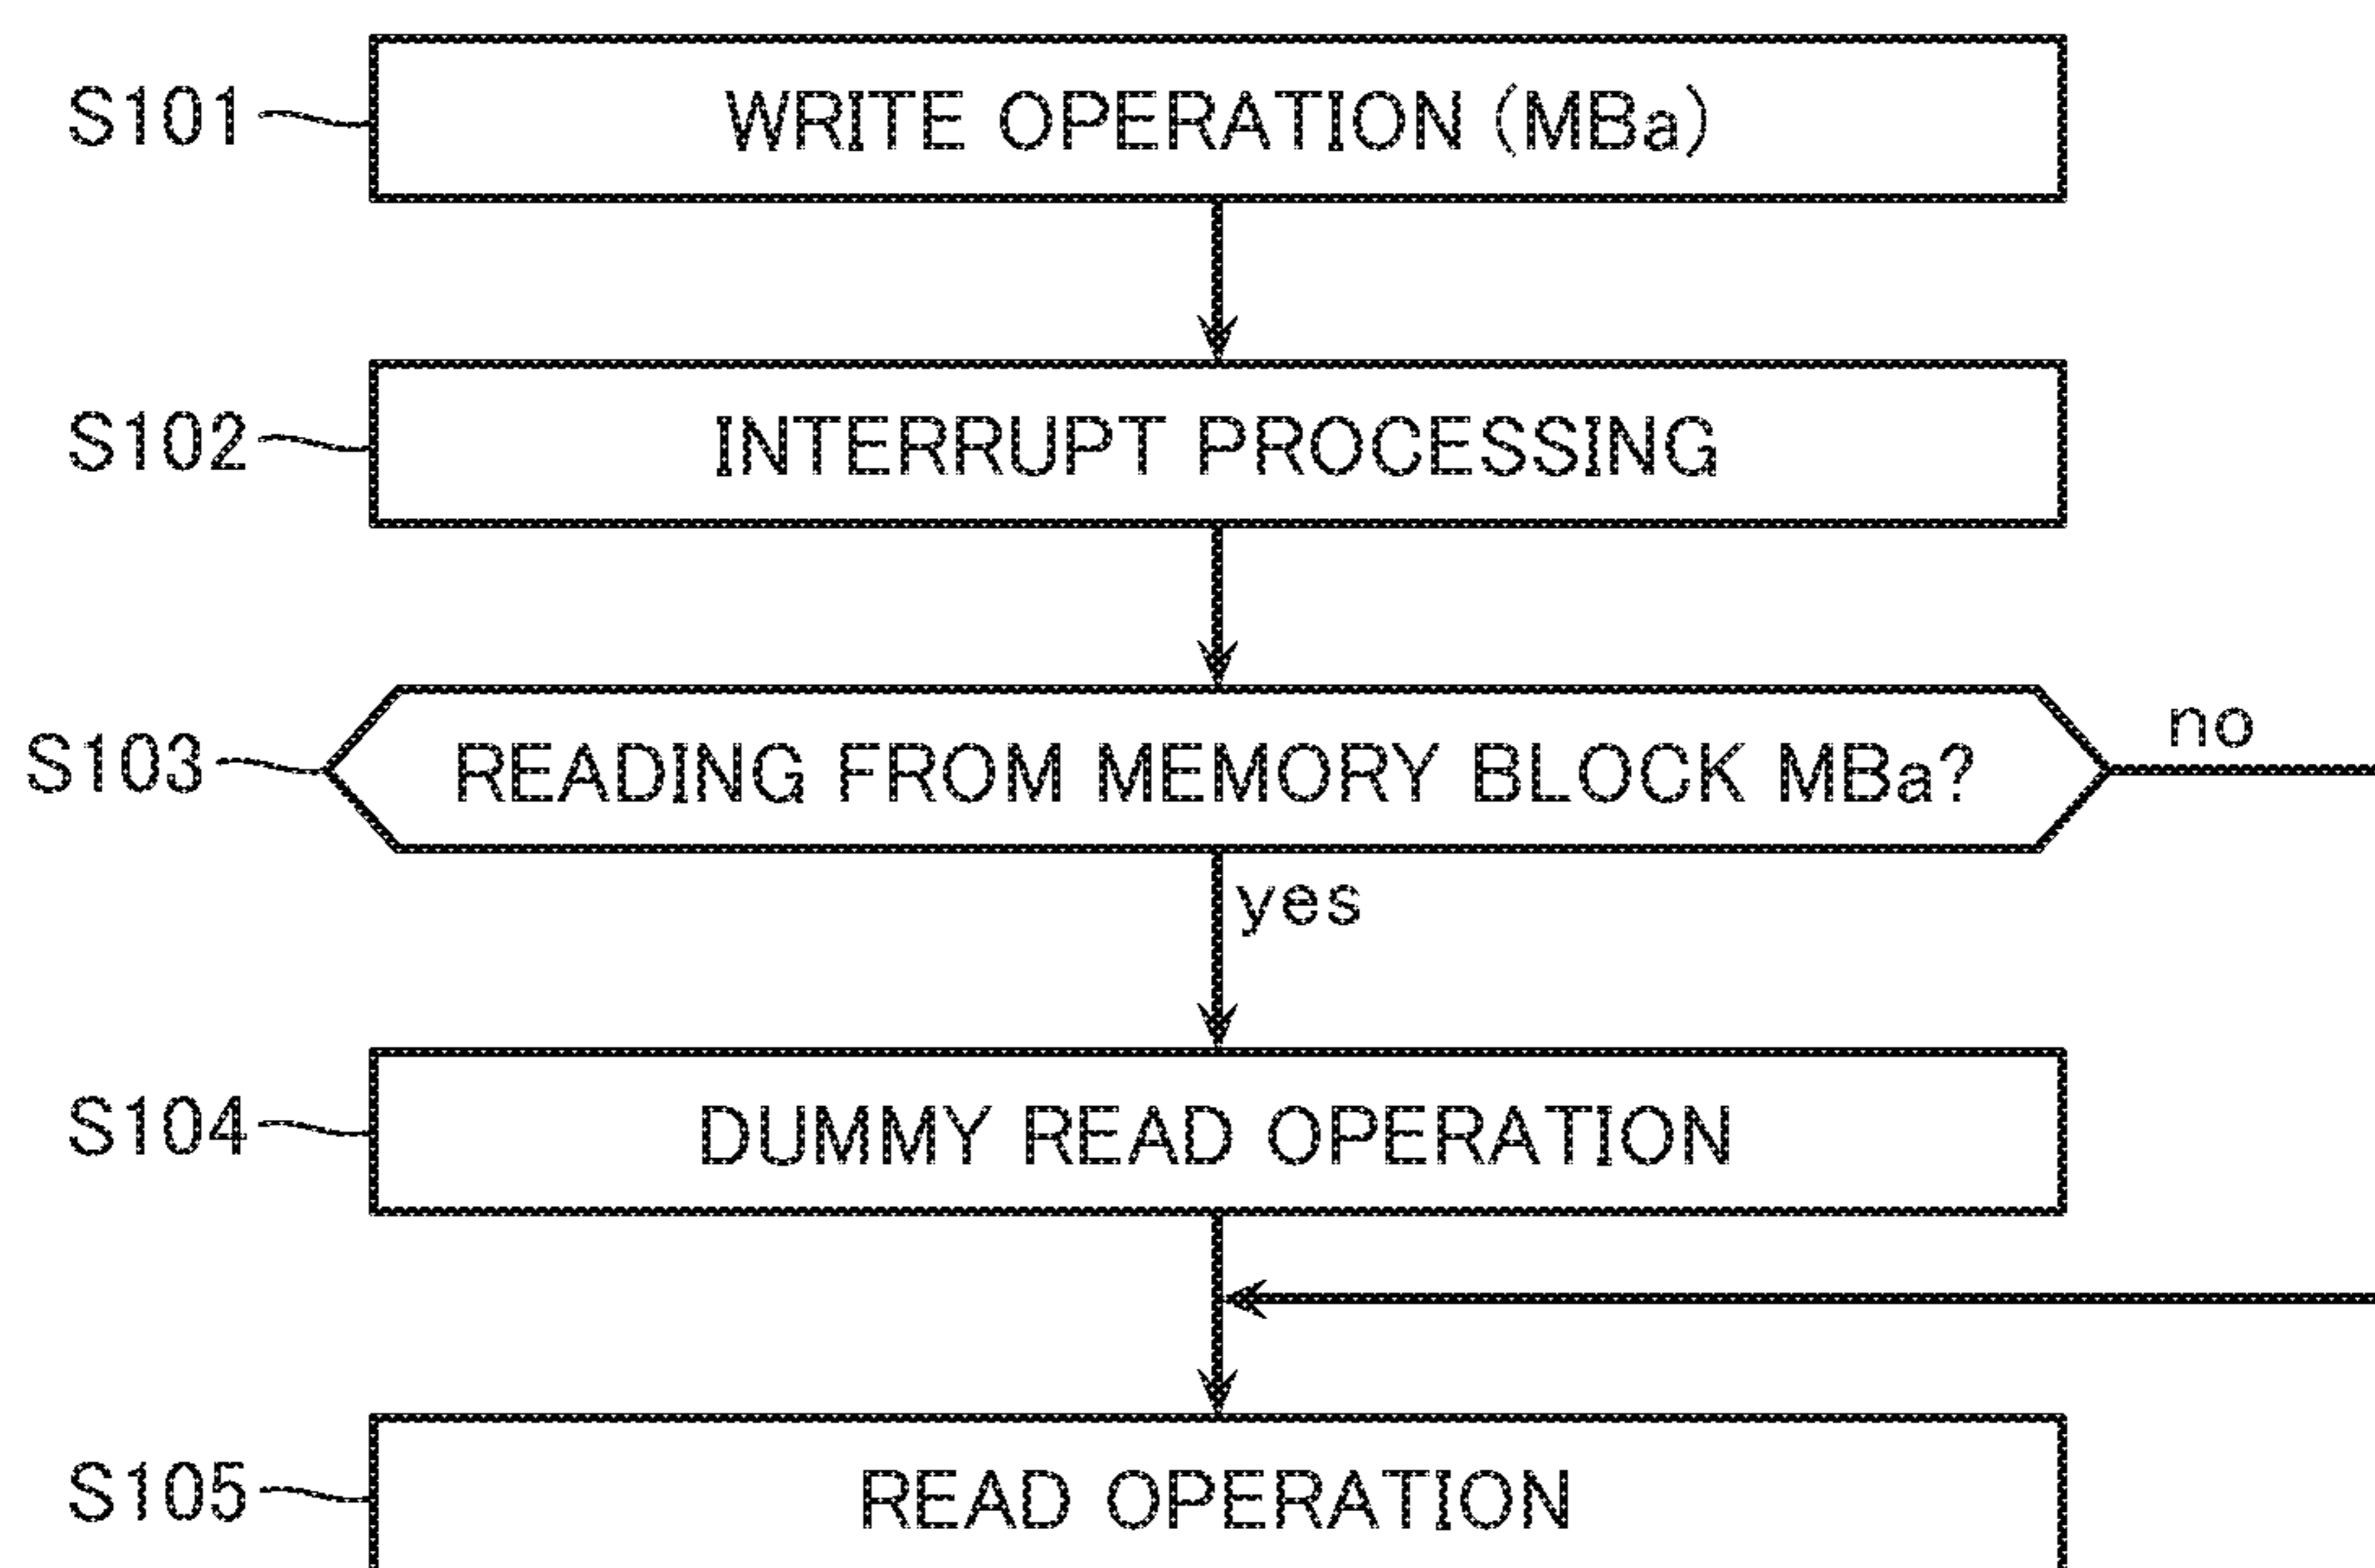 S101
WRITE OPERATION (MBa)
S102
INTERRUPT PROCESSING
S103
READING FROM MEMORY BLOCK MBa?
no
yes
S104
DUMMY READ OPERATION
S105
READ OPERATION